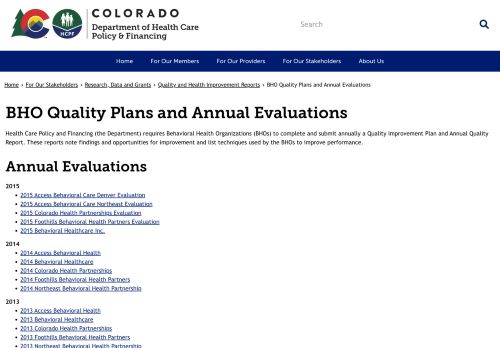 COLORADO
Department of Health Care
Policy & Financing
HCPF
Search
Home
For Our Members
For Our Providers
For Our Stakeholders
About Us
Home › For Our Stakeholders › Research, Data and Grants › Quality and Health Improvement Reports › BHO Quality Plans and Annual Evaluations
BHO Quality Plans and Annual Evaluations
Health Care Policy and Financing (the Department) requires Behavioral Health Organizations (BHOs) to complete and submit annually a Quality Improvement Plan and Annual Quality
Report. These reports note findings and opportunities for improvement and list techniques used by the BHOs to improve performance.
Annual Evaluations
2015
2015 Access Behavioral Care Denver Evaluation
2015 Access Behavioral Care Northeast Evaluation
2015 Colorado Health Partnerships Evaluation
2015 Foothills Behavioral Health Partners Evaluation
2015 Behavioral Healthcare Inc.
2014
2014 Access Behavioral Health
2014 Behavioral Healthcare
2014 Colorado Health Partnerships
2014 Foothills Behavioral Health Partners
2014 Northeast Behavioral Health Partnership
2013
2013 Access Behavioral Health
2013 Behavioral Healthcare
2013 Colorado Health Partnerships
2013 Foothills Behavioral Health Partners
2013 Northeast Behavioral Health Partnership